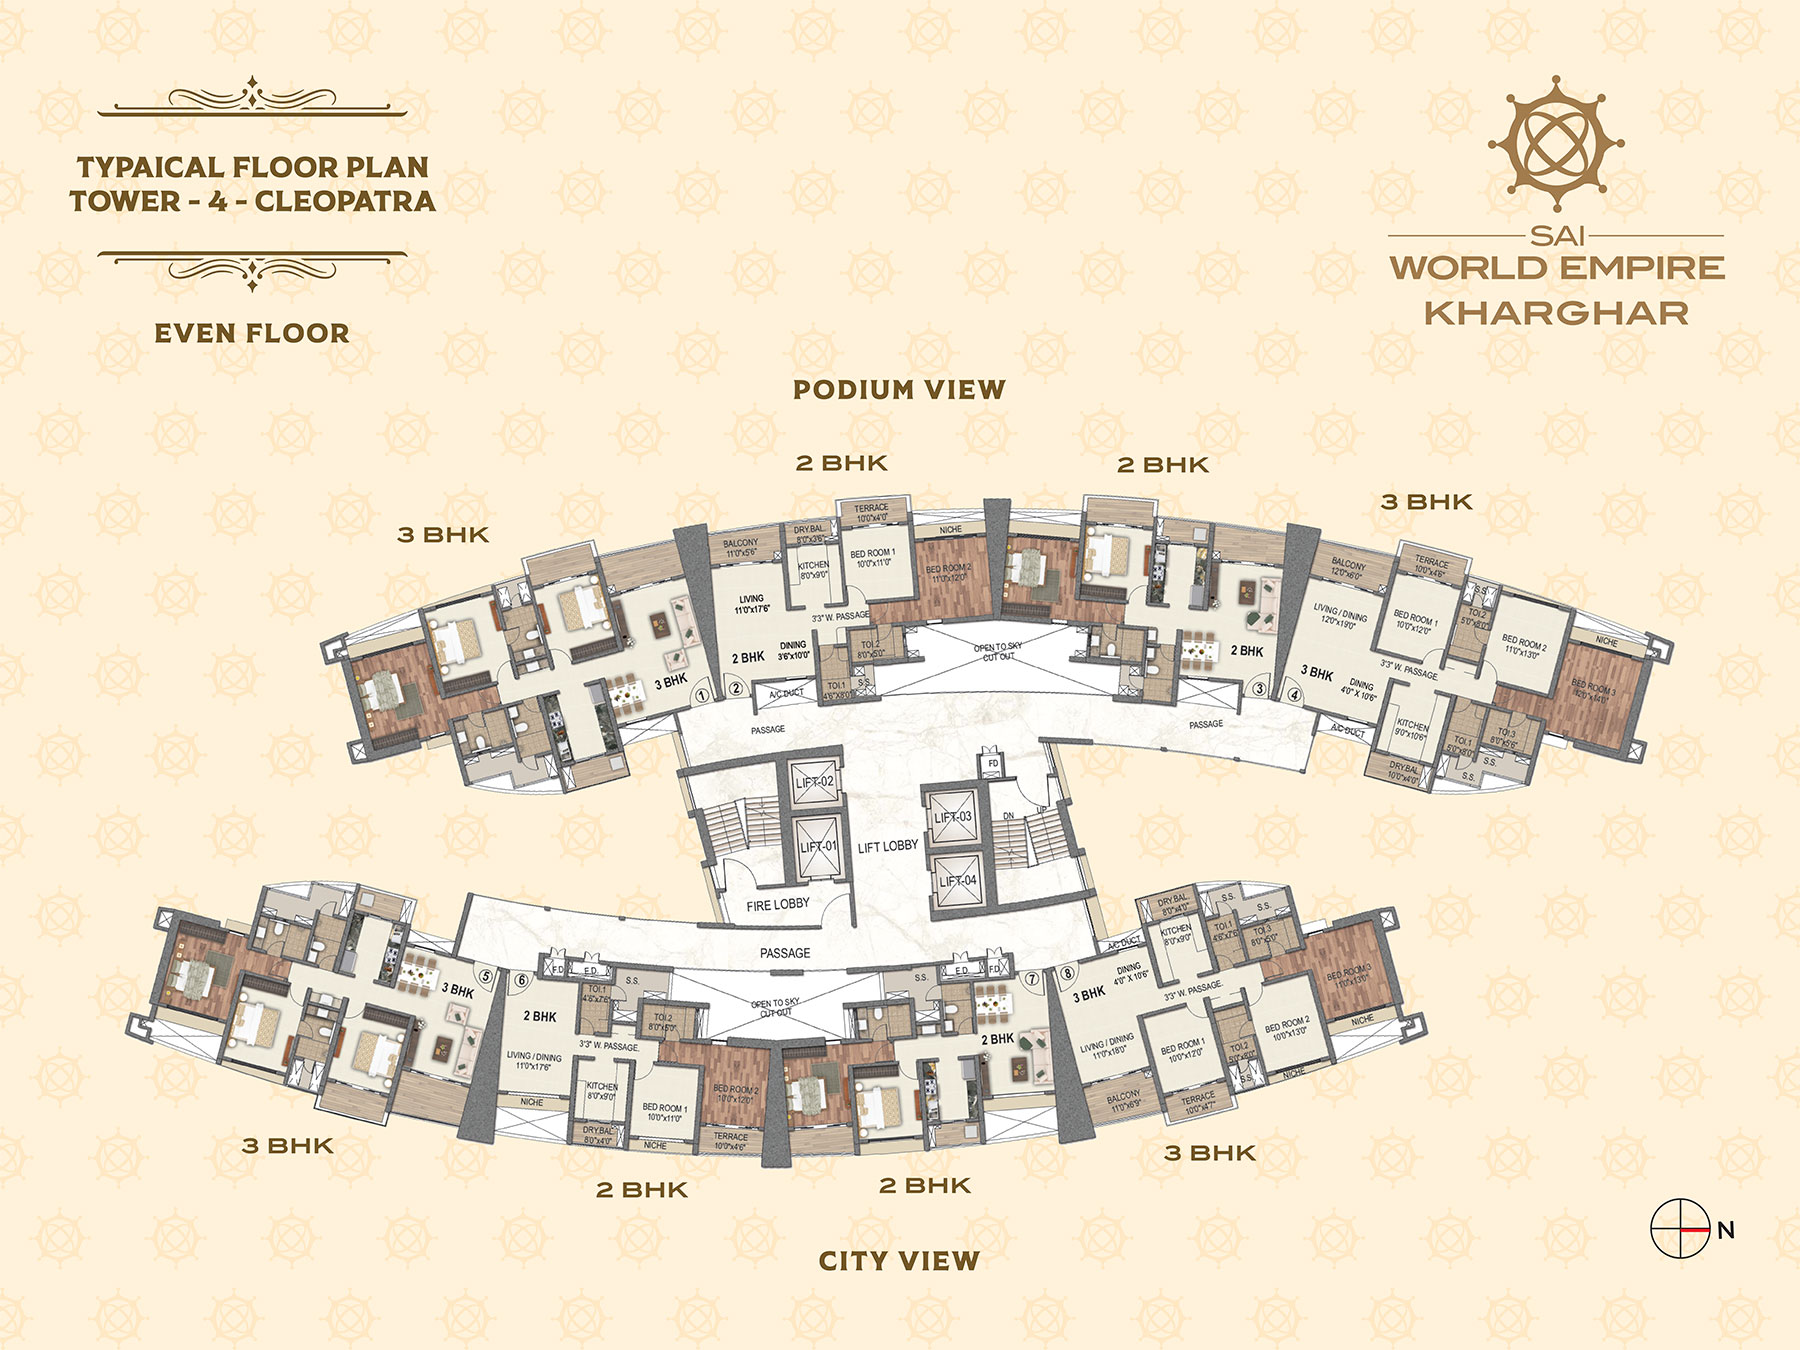 TYPAICAL FLOOR PLAN
TOWER - 4 - CLEOPATRA
EVEN FLOOR
SAI
WORLD EMPIRE
KHARGHAR
PODIUM VIEW
2 BHK
2 BHK
3 BHK
3 BHK
TERRACE
10'0"x4'0"
NICHE
DRY.BAL.
8'0"x3'6"
BALCONY
11'0"x5'6"
KITCHEN
8'0"x9'0"
BED ROOM 1
10'0"x11'0"
BED ROOM 2
11'0"x12'0"
LIVING
11'0"x17'6"
3'3" W. PASSAGE
DINING
3'6"x10'0"
2 BHK
TOI.2
8'0"x5'0"
TOI.1
4'6"x8'0"
S.S.
A/C DUCT
3 BHK
1
2
OPEN TO SKY
CUT OUT
2 BHK
3
4
BALCONY
12'0"x6'0"
TERRACE
10'0"x4'6"
LIVING / DINING
12'0"x19'0"
BED ROOM 1
10'0"x12'0"
S.S.
TOI.2
5'0"x8'0"
BED ROOM 2
11'0"x13'0"
NICHE
BED ROOM 3
12'0"x14'0"
3'3" W. PASSAGE
3 BHK
DINING
4'0" X 10'6"
KITCHEN
9'0"x10'6"
A/C DUCT
TOI.1
5'0"x8'0"
TOI.3
8'0"x5'6"
S.S.
DRY.BAL.
10'0"x4'0"
PASSAGE
PASSAGE
LIFT-02
LIFT-01
FD
LIFT-03
LIFT-04
DN
UP
LIFT LOBBY
FIRE LOBBY
PASSAGE
3 BHK
5
6
F.D
E.D.
TOI.1
4'6"x7'6"
S.S.
2 BHK
TOI.2
8'0"x5'0"
3'3" W. PASSAGE.
LIVING / DINING
11'0"x17'6"
KITCHEN
8'0"x9'0"
NICHE
DRY.BAL
8'0"x4'0"
BED ROOM 1
10'0"x11'0"
NICHE
BED ROOM 2
10'0"x12'0"
TERRACE
10'0"x4'6"
OPEN TO SKY
CUT OUT
S.S.
E.D.
F.D
7
8
2 BHK
DRY.BAL
8'0"x4'0"
KITCHEN
8'0"x9'0"
A/C DUCT
DINING
4'0" X 10'6"
3 BHK
S.S.
S.S.
TOI.1
4'6"x7'6"
TOI.3
8'0"x5'0"
BED ROOM 3
11'0"x13'0"
3'3" W. PASSAGE.
LIVING / DINING
11'0"x18'0"
BED ROOM 1
10'0"x12'0"
TOI.2
5'0"x8'0"
S.S.
BED ROOM 2
10'0"x13'0"
NICHE
NICHE
BALCONY
11'0"x6'9"
TERRACE
10'0"x4'7"
3 BHK
2 BHK
2 BHK
3 BHK
CITY VIEW
N